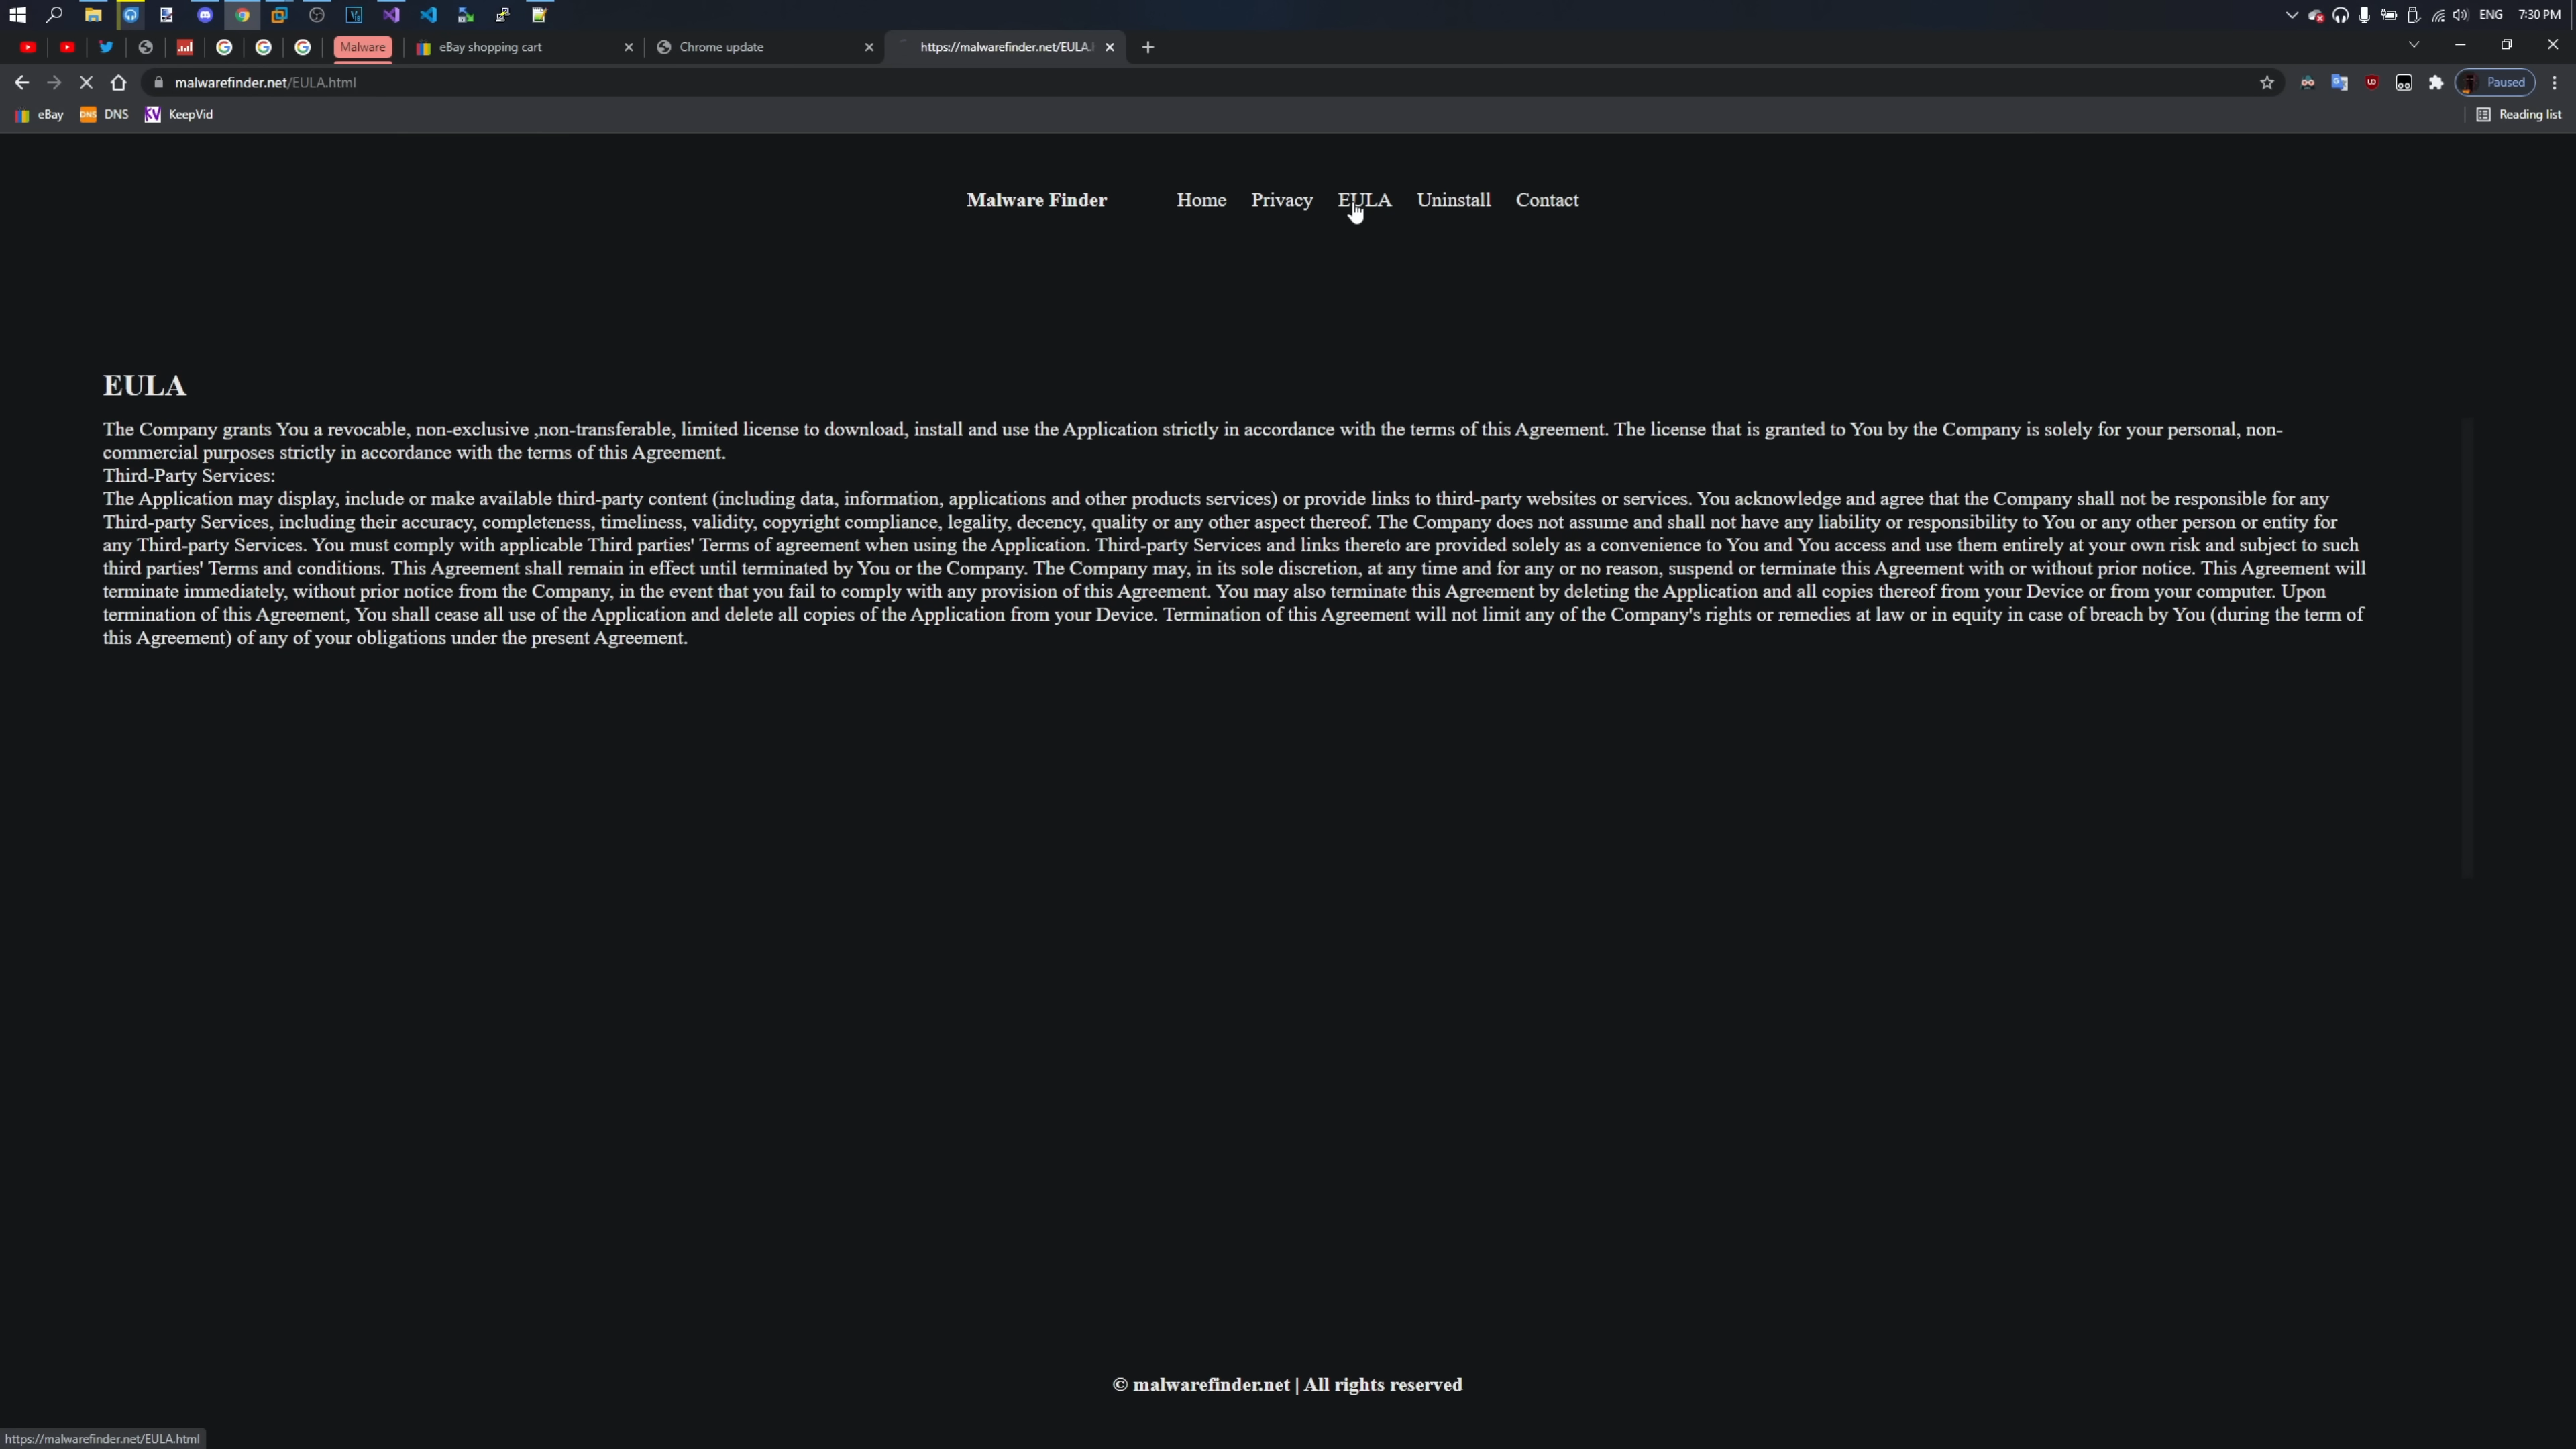 ENG 7:30 PM
Malware eBay shopping cart Chrome update https://malwarefinder.net/EULA.
malwarefinder.net/EULA.html Paused
eBay DNS DNS KV KeepVid Reading list
Malware Finder Home Privacy EULA Uninstall Contact
EULA
The Company grants You a revocable, non-exclusive ,non-transferable, limited license to download, install and use the Application strictly in accordance with the terms of this Agreement. The license that is granted to You by the Company is solely for your personal, non-
commercial purposes strictly in accordance with the terms of this Agreement.
Third-Party Services:
The Application may display, include or make available third-party content (including data, information, applications and other products services) or provide links to third-party websites or services. You acknowledge and agree that the Company shall not be responsible for any
Third-party Services, including their accuracy, completeness, timeliness, validity, copyright compliance, legality, decency, quality or any other aspect thereof. The Company does not assume and shall not have any liability or responsibility to You or any other person or entity for
any Third-party Services. You must comply with applicable Third parties' Terms of agreement when using the Application. Third-party Services and links thereto are provided solely as a convenience to You and You access and use them entirely at your own risk and subject to such
third parties' Terms and conditions. This Agreement shall remain in effect until terminated by You or the Company. The Company may, in its sole discretion, at any time and for any or no reason, suspend or terminate this Agreement with or without prior notice. This Agreement will
terminate immediately, without prior notice from the Company, in the event that you fail to comply with any provision of this Agreement. You may also terminate this Agreement by deleting the Application and all copies thereof from your Device or from your computer. Upon
termination of this Agreement, You shall cease all use of the Application and delete all copies of the Application from your Device. Termination of this Agreement will not limit any of the Company's rights or remedies at law or in equity in case of breach by You (during the term of
this Agreement) of any of your obligations under the present Agreement.
© malwarefinder.net | All rights reserved
https://malwarefinder.net/EULA.html